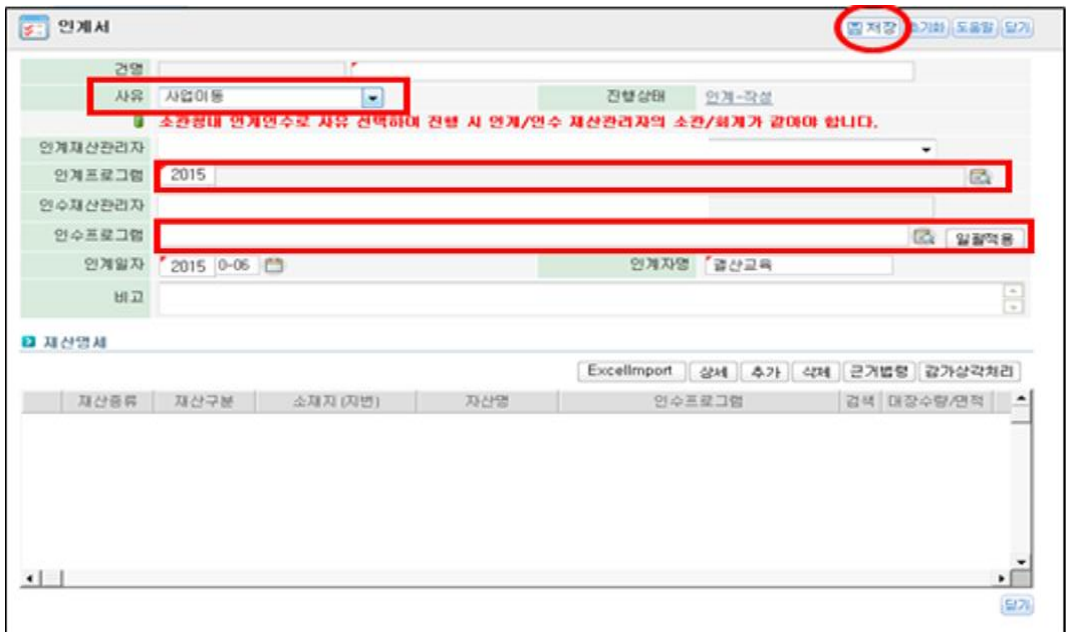 인계서
저장 초기화 도움말 닫기
건명
사유 사업이동 진행상태 인계-작성
소관청내 인계인수로 사유 선택하여 진행 시 인계/인수 재산관리자의 소관/회계가 같아야 합니다.
인계재산관리자
인계프로그램 2015
인수재산관리자
인수프로그램 일괄적용
인계일자 2015 0-06 인계자명 결산교육
비고
재산명세
ExcelImport 상세 추가 삭제 근거법령 감가상각처리
재산종류 재산구분 소재지(지번) 자산명 인수프로그램 검색 대장수량/면적
닫기